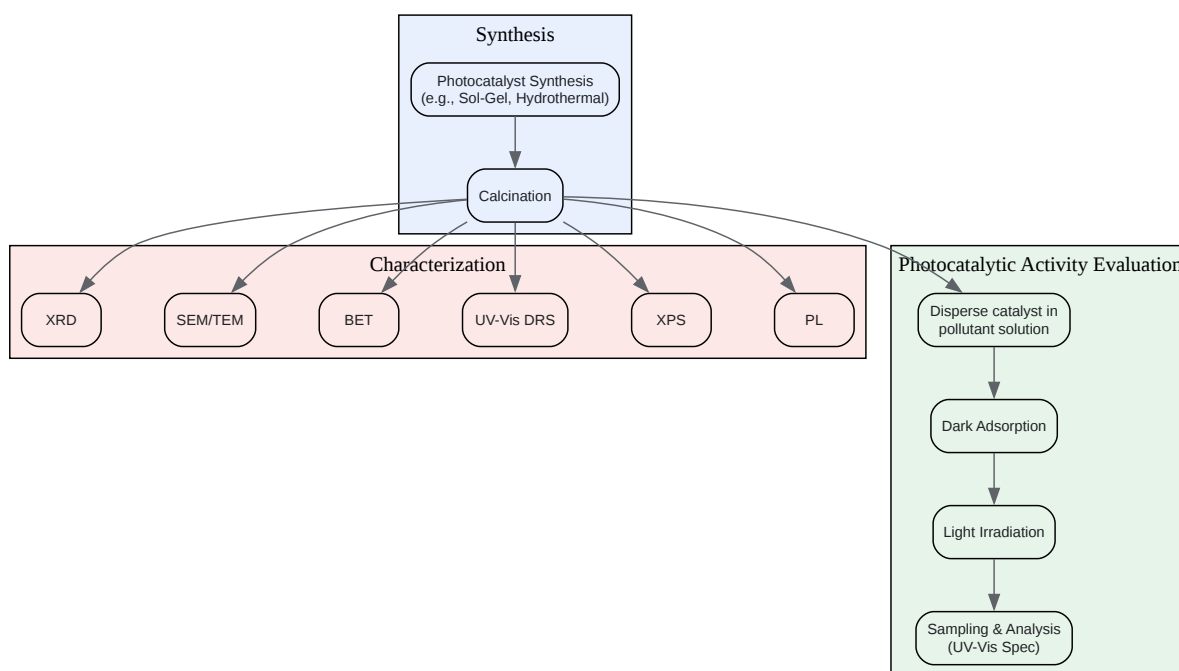 Synthesis
Photocatalyst Synthesis
(e.g., Sol-Gel, Hydrothermal)
Calcination
Characterization
XRD
SEM/TEM
BET
UV-Vis DRS
XPS
PL
Photocatalytic Activity Evaluation
Disperse catalyst in
pollutant solution
Dark Adsorption
Light Irradiation
Sampling & Analysis
(UV-Vis Spec)